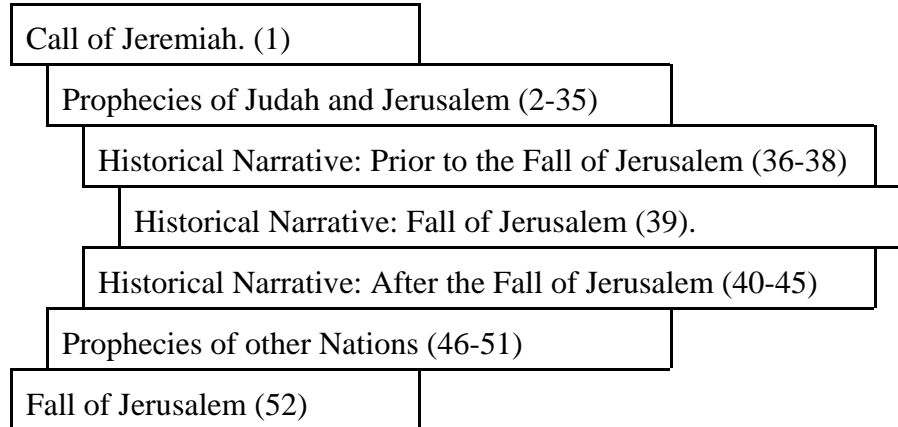 Call of Jeremiah. (1)
Prophecies of Judah and Jerusalem (2-35)
Historical Narrative: Prior to the Fall of Jerusalem (36-38)
Historical Narrative: Fall of Jerusalem (39).
Historical Narrative: After the Fall of Jerusalem (40-45)
Prophecies of other Nations (46-51)
Fall of Jerusalem (52)